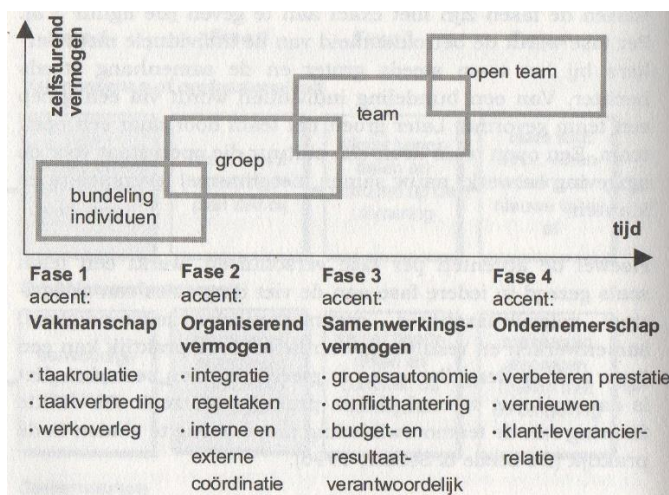 zelfstandig
vermogen
open team
team
groep
bundeling
individuen
tijd
Fase 1
accent:
Vakmanschap
· taakroulatie
· taakverbreding
· werkoverleg
Fase 2
accent:
Organiserend
vermogen
· integratie
regeltaken
· interne en
externe
coördinatie
Fase 3
accent:
Samenwerkings-
vermogen
· groepsautonomie
· conflicthantering
· budget- en
resultaat-
verantwoordelijk
Fase 3
accent:
Ondernemerschap
· verbeteren prestatie
· vernieuwen
· klant-leverancier-
relatie